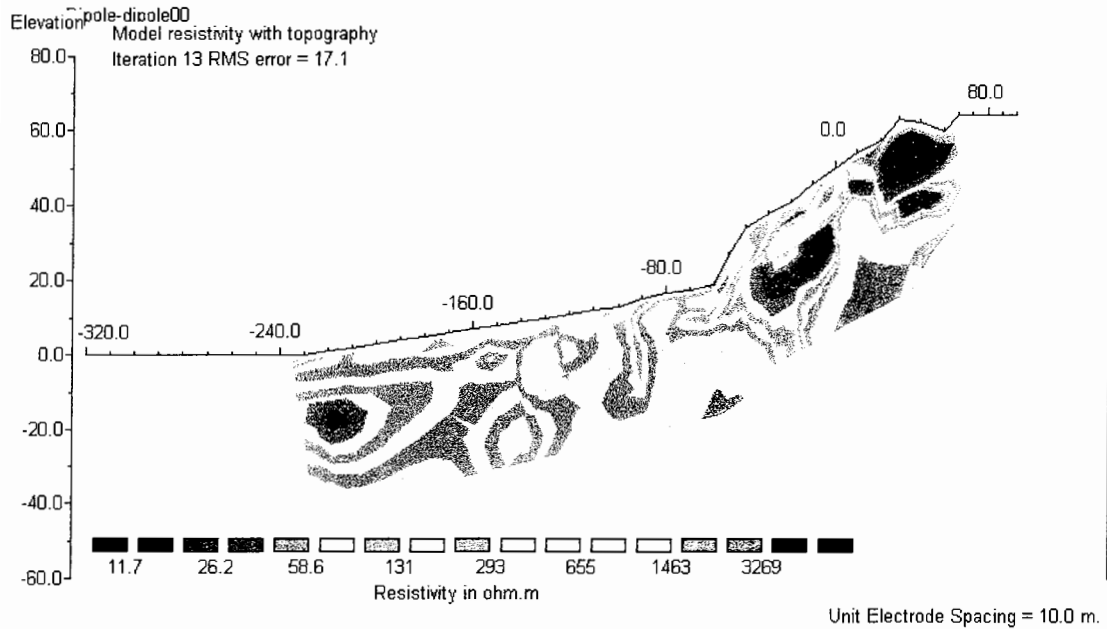 Dipole-dipole00
Elevation
Model resistivity with topography
Iteration 13 RMS error = 17.1
80.0
60.0
40.0
20.0
0.0
-20.0
-40.0
-60.0
-320.0
-240.0
-160.0
-80.0
0.0
80.0
11.7 26.2 58.6 131 293 655 1463 3269
Resistivity in ohm.m
Unit Electrode Spacing = 10.0 m.